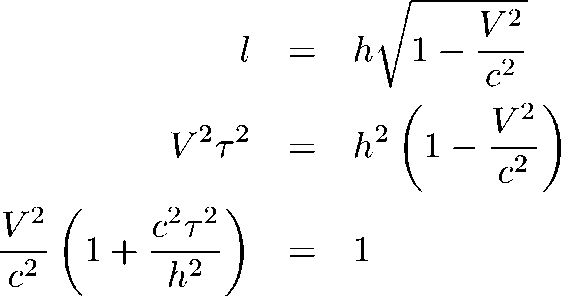 l = h\sqrt{1 - \frac{V^2}{c^2}}
V^2 \tau^2 = h^2 \left(1 - \frac{V^2}{c^2}\right)
\frac{V^2}{c^2} \left(1 + \frac{c^2 \tau^2}{h^2}\right) = 1